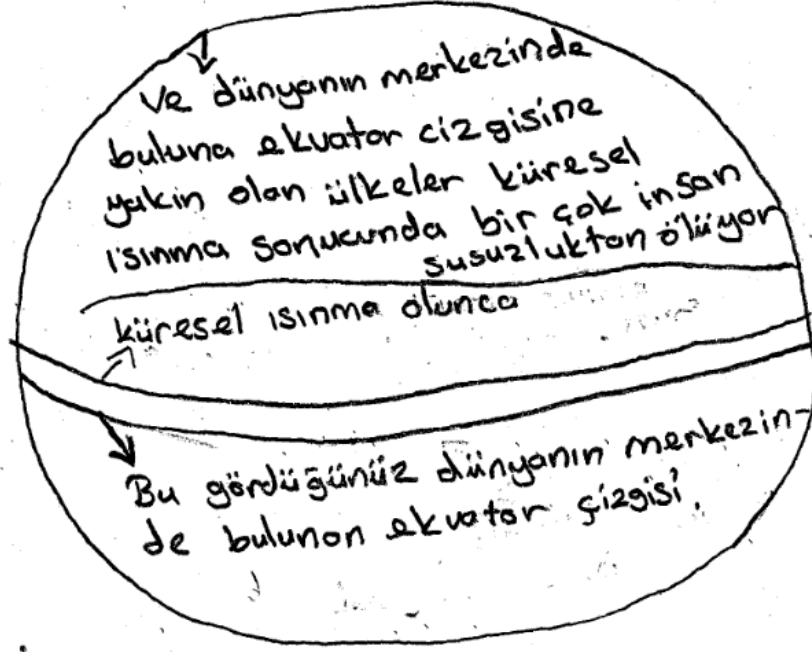 Ve dünyanın merkezinde
buluna ekvator cizgisine
yakin olan ülkeler küresel
ısınma sonucunda bir çok insan
susuzluktan ölüyor
küresel ısınma olunca
Bu gördüğünüz dünyanın merkezin-
de bulunan ekvator çizgisi.